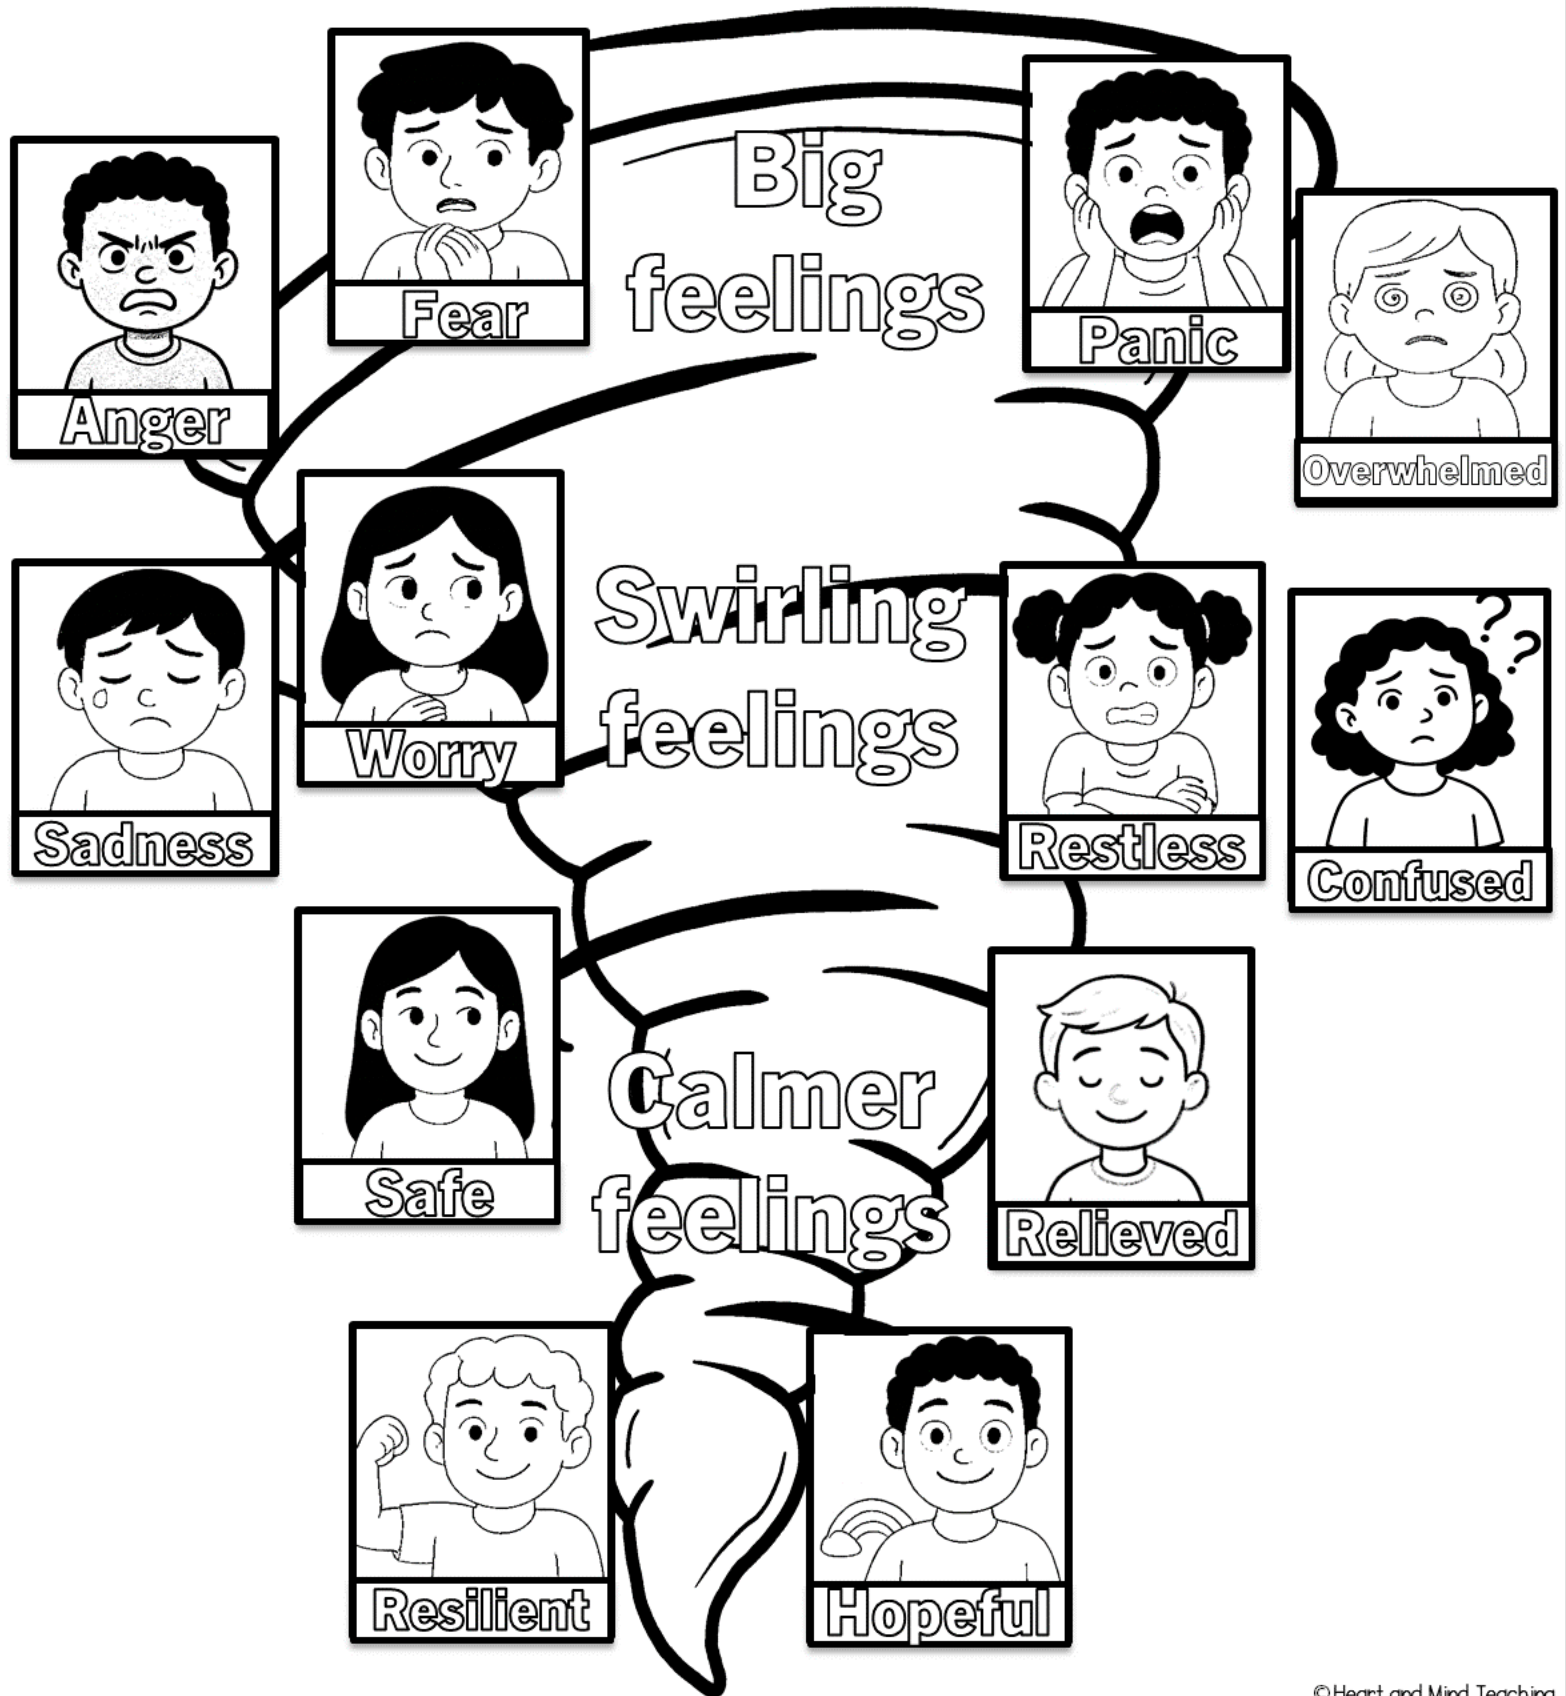 Big
feelings
Fear
Panic
Anger
Overwhelmed
Swirling
feelings
Worry
Sadness
Restless
Confused
Calmer
feelings
Safe
Relieved
Resilient
Hopeful
? ?
©Heart and Mind Teaching